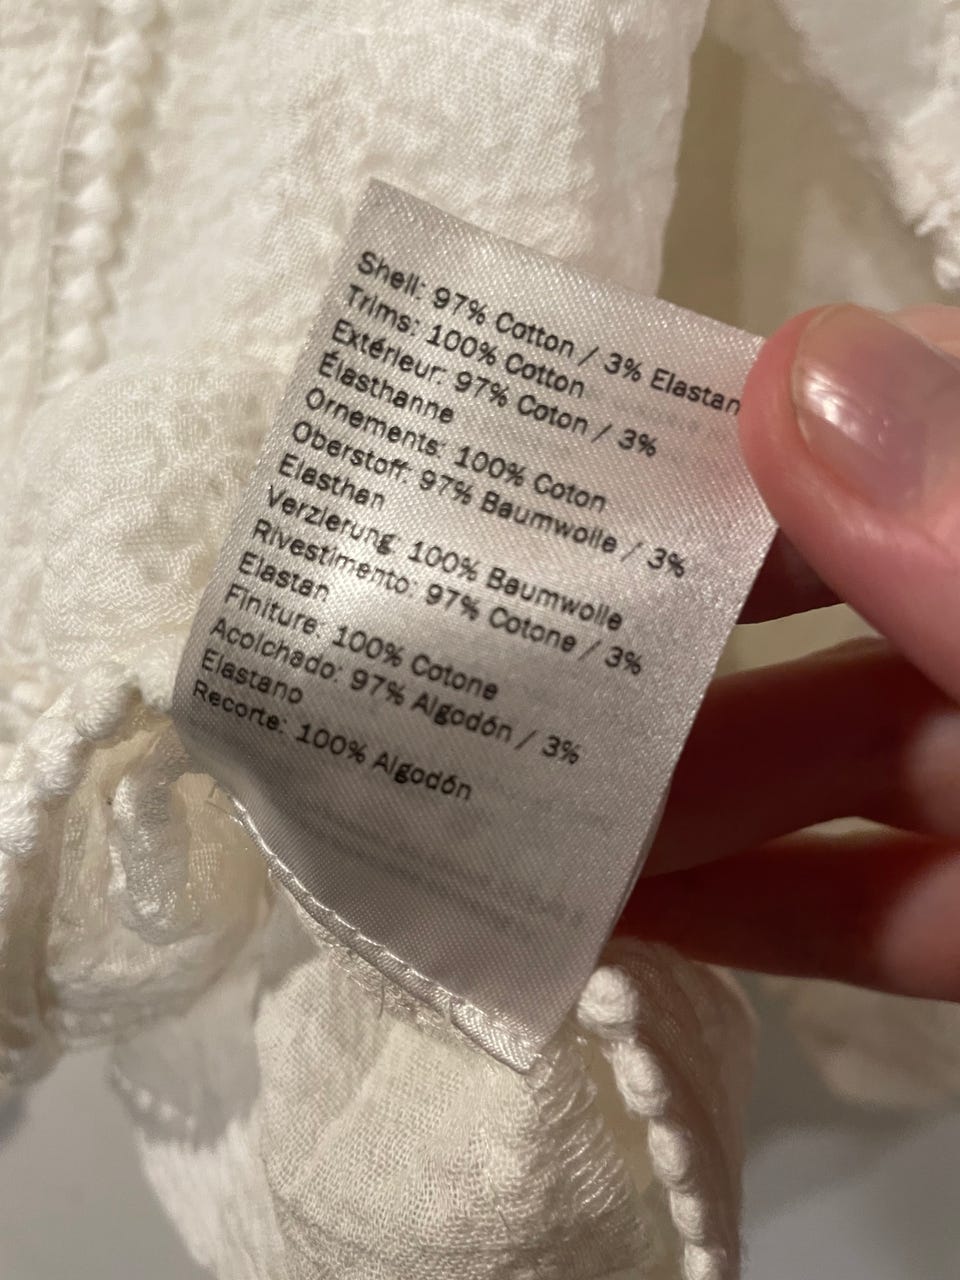 Shell: 97% Cotton / 3% Elastan
Trims: 100% Cotton
Extérieur: 97% Coton / 3%
Élasthanne
Ornements: 100% Coton
Oberstoff: 97% Baumwolle / 3%
Elasthan
Verzierung: 100% Baumwolle
Rivestimento: 97% Cotone / 3%
Elastan
Finiture: 100% Cotone
Acolchado: 97% Algodón / 3%
Elastano
Recorte: 100% Algodón